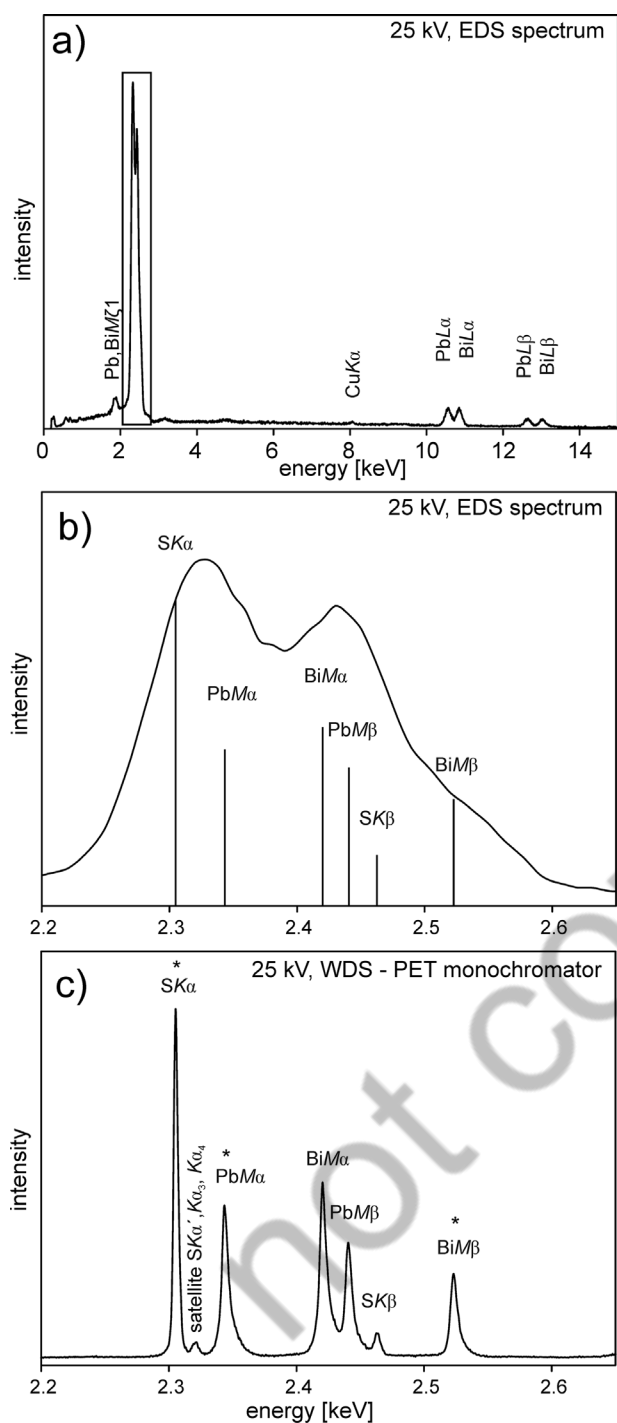 a)
25 kV, EDS spectrum
intensity
Pb,BiMζ1
CuKα
PbLα
BiLα
PbLβ
BiLβ
0 2 4 6 8 10 12 14
energy [keV]
b)
25 kV, EDS spectrum
intensity
SKα
PbMα
BiMα
PbMβ
SKβ
BiMβ
2.2 2.3 2.4 2.5 2.6
c)
25 kV, WDS - PET monochromator
intensity
*
SKα
satellite SKα´,Kα3, Kα4
*
PbMα
BiMα
PbMβ
SKβ
*
BiMβ
2.2 2.3 2.4 2.5 2.6
energy [keV]
not co